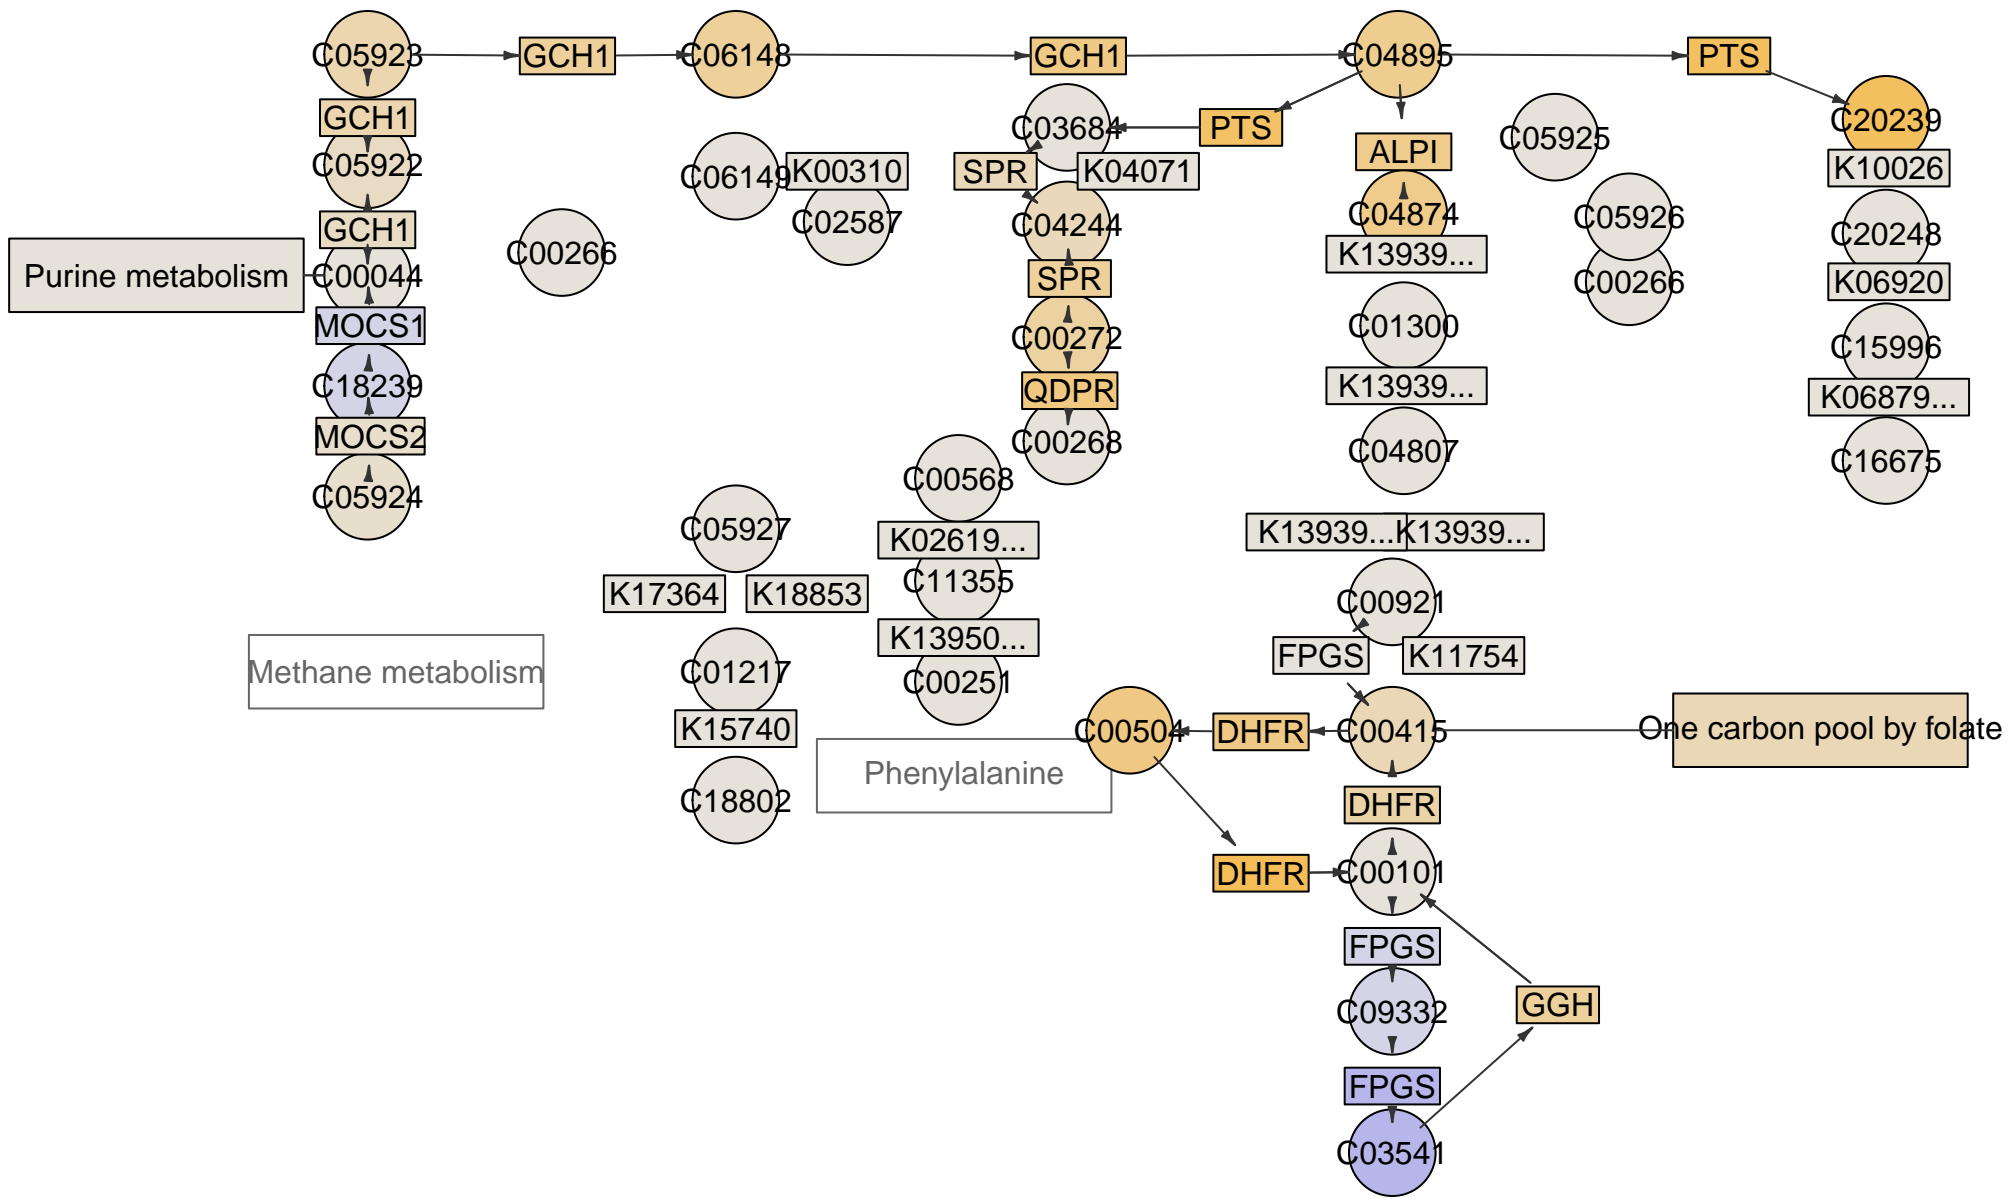 C05923
GCH1
C06148
GCH1
C04895
PTS
GCH1
C03684
PTS
C20239
ALPI
C05925
C05922
C06149
K00310
SPR
K04071
K10026
GCH1
C02587
C04244
C04874
C05926
C20248
C00266
K13939...
Purine metabolism
C00044
SPR
C00266
K06920
MOCS1
C00272
C01300
C15996
C18239
QDPR
K13939...
K06879...
MOCS2
C00268
C04807
C16675
C05924
C00568
C05927
K02619...
K13939...
K13939...
K17364
K18853
C11355
C00921
K13950...
FPGS
K11754
Methane metabolism
C01217
C00251
K15740
C00504
DHFR
C00415
One carbon pool by folate
Phenylalanine
C18802
DHFR
DHFR
C00101
FPGS
C09332
GGH
FPGS
C03541